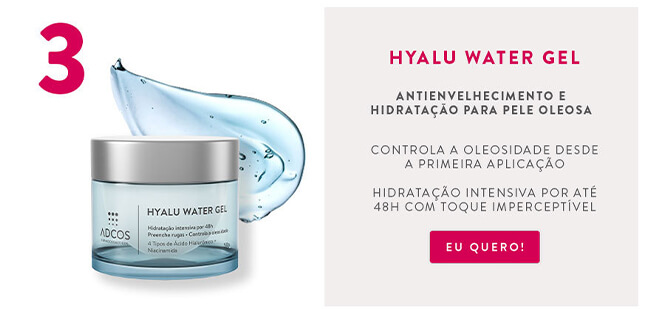 3
HYALU WATER GEL
ANTIENVELHECIMENTO E
HIDRATAÇÃO PARA PELE OLEOSA
CONTROLA A OLEOSIDADE DESDE
A PRIMEIRA APLICAÇÃO
HIDRATAÇÃO INTENSIVA POR ATÉ
48H COM TOQUE IMPERCEPTÍVEL
EU QUERO!
ADCOS
HYALU WATER GEL
Hidratação intensiva por 48h
Preenche rugas • Controla oleosidade
4 Tipos de Ácido Hialurônico +
Niacinamida